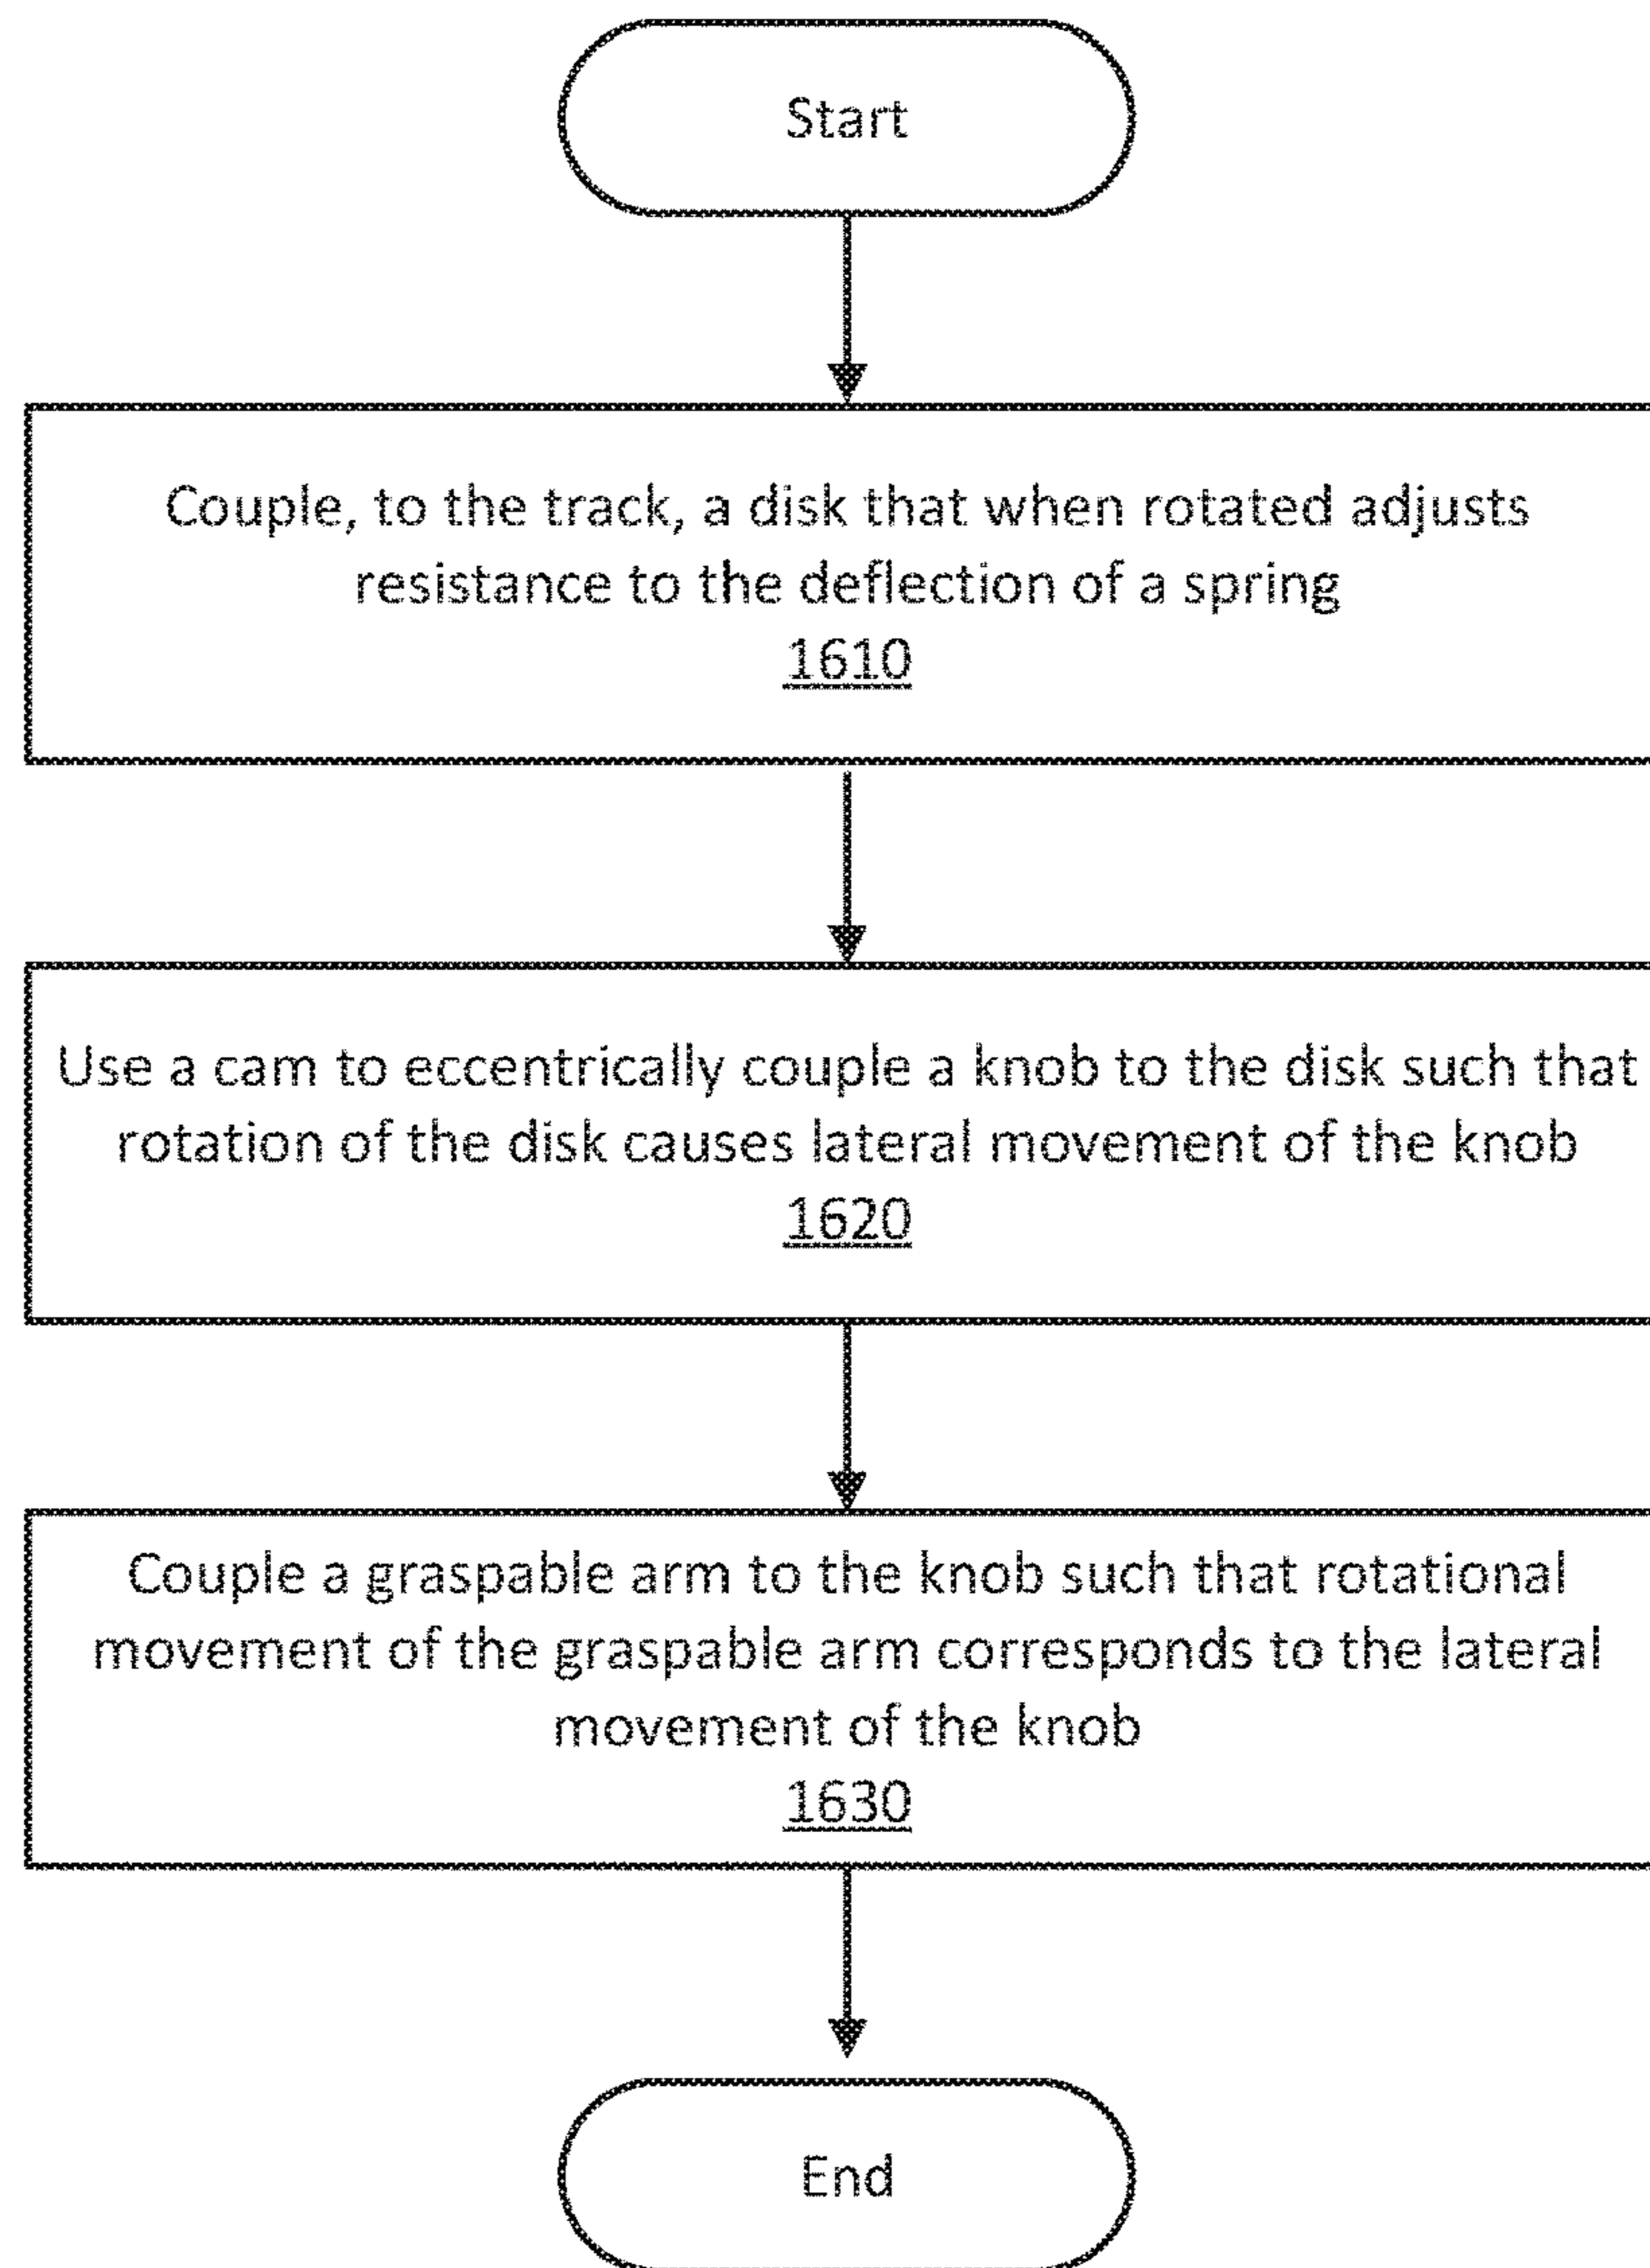 Start
Couple, to the track, a disk that when rotated adjusts
resistance to the deflection of a spring
1610
Use a cam to eccentrically couple a knob to the disk such that
rotation of the disk causes lateral movement of the knob
1620
Couple a graspable arm to the knob such that rotational
movement of the graspable arm corresponds to the lateral
movement of the knob
1630
End